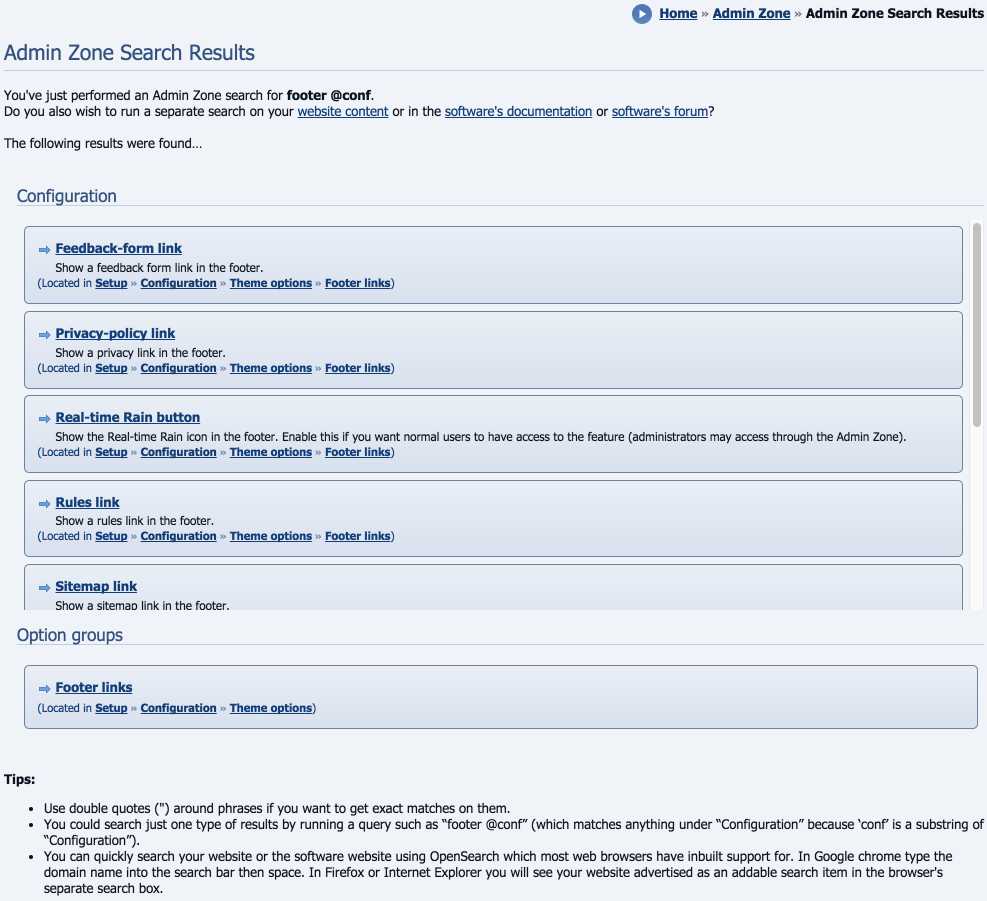 Home » Admin Zone » Admin Zone Search Results
Admin Zone Search Results
You've just performed an Admin Zone search for footer @conf.
Do you also wish to run a separate search on your website content or in the software's documentation or software's forum?
The following results were found...
Configuration
Feedback-form link
Show a feedback form link in the footer.
(Located in Setup » Configuration » Theme options » Footer links)
Privacy-policy link
Show a privacy link in the footer.
(Located in Setup » Configuration » Theme options » Footer links)
Real-time Rain button
Show the Real-time Rain icon in the footer. Enable this if you want normal users to have access to the feature (administrators may access through the Admin Zone).
(Located in Setup » Configuration » Theme options » Footer links)
Rules link
Show a rules link in the footer.
(Located in Setup » Configuration » Theme options » Footer links)
Sitemap link
Show a sitemap link in the footer.
Option groups
Footer links
(Located in Setup » Configuration » Theme options)
Tips:
• Use double quotes (") around phrases if you want to get exact matches on them.
• You could search just one type of results by running a query such as “footer @conf” (which matches anything under “Configuration” because ‘conf’ is a substring of
“Configuration”).
• You can quickly search your website or the software website using OpenSearch which most web browsers have inbuilt support for. In Google chrome type the
domain name into the search bar then space. In Firefox or Internet Explorer you will see your website advertised as an addable search item in the browser's
separate search box.